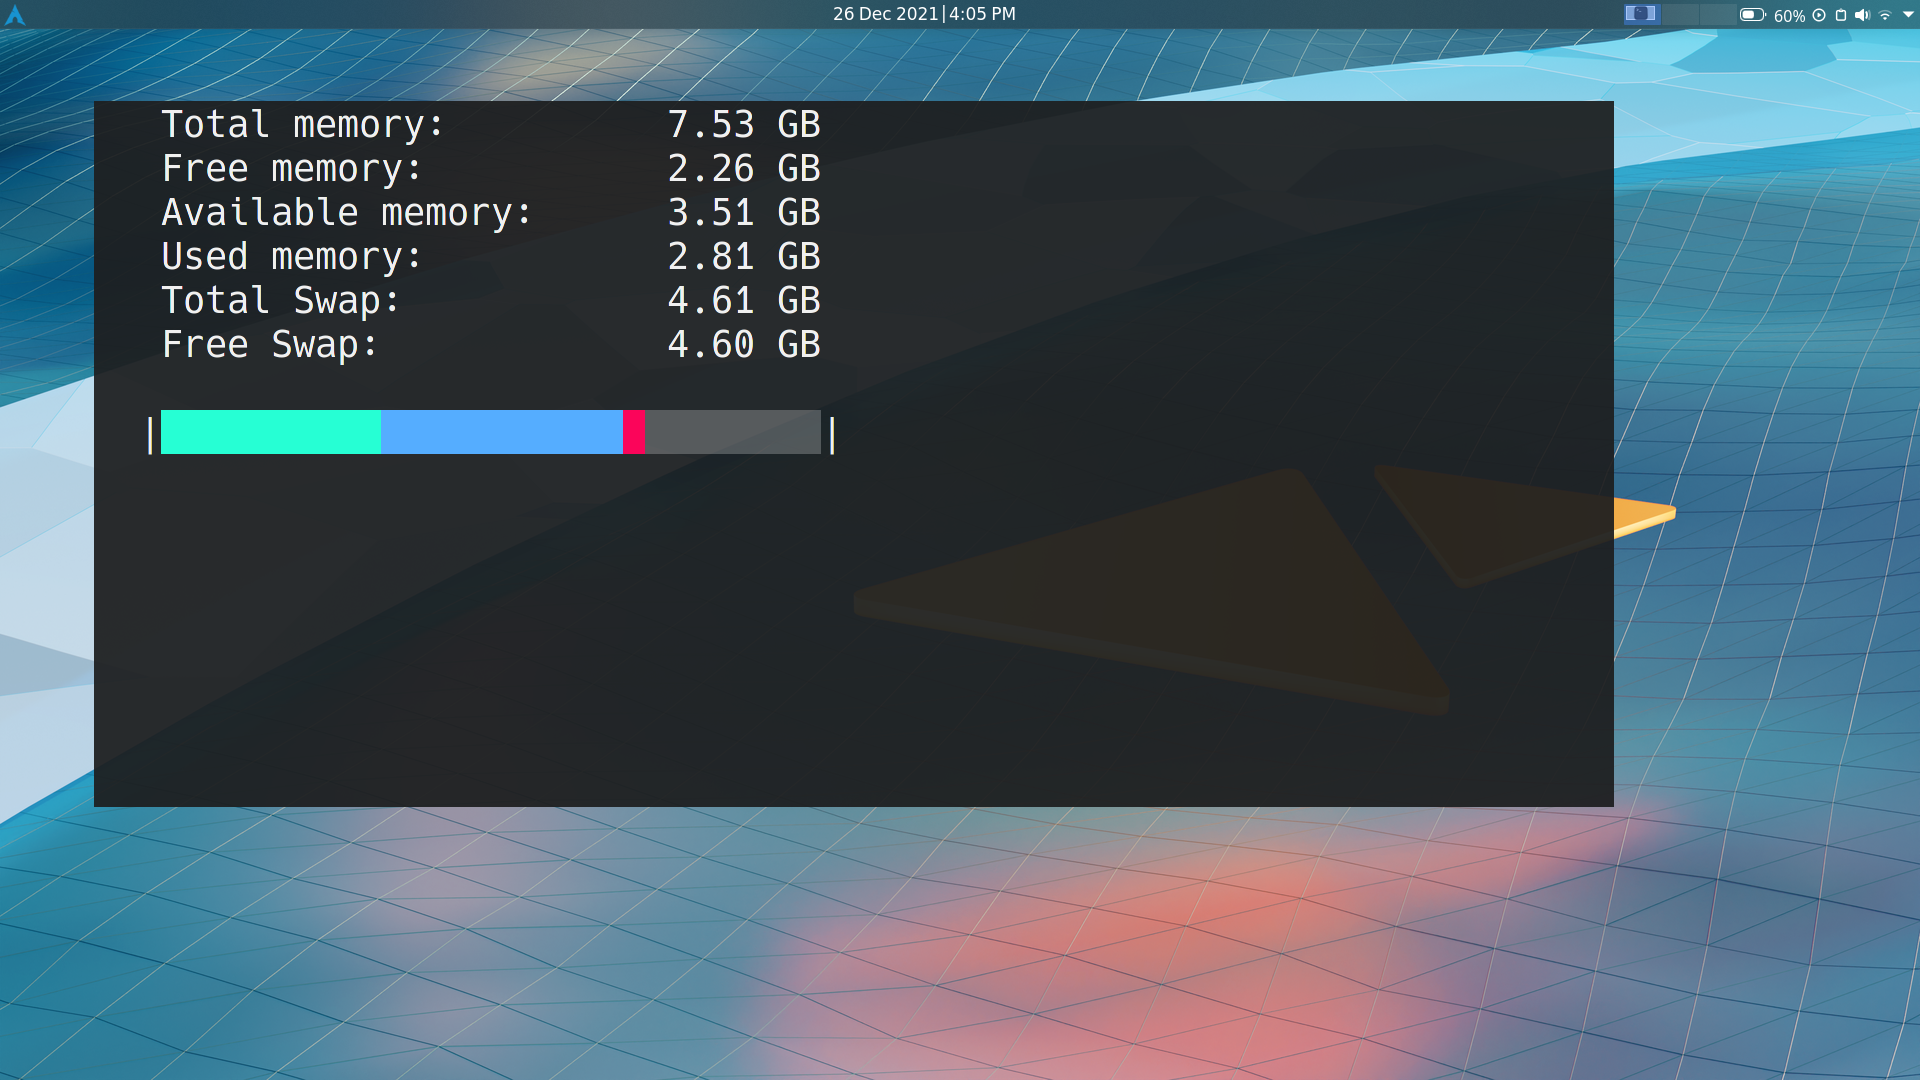 26 Dec 2021|4:05 PM
60%
Total memory: 7.53 GB
Free memory: 2.26 GB
Available memory: 3.51 GB
Used memory: 2.81 GB
Total Swap: 4.61 GB
Free Swap: 4.60 GB
| |